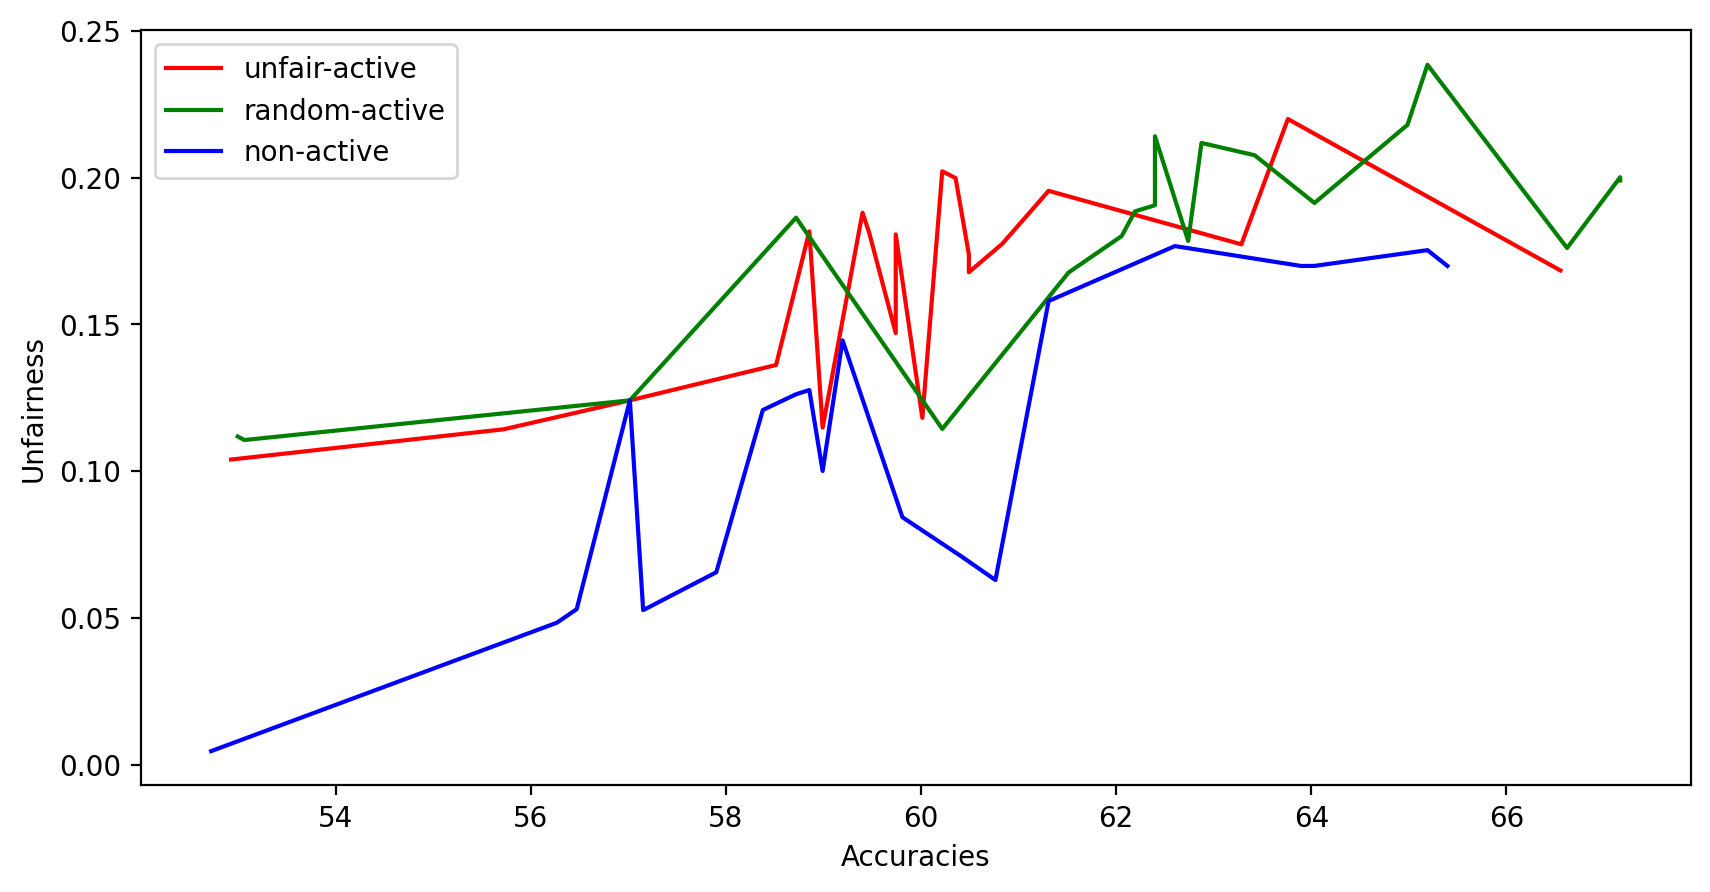 0.25
0.20
0.15
0.10
0.05
0.00
Unfairness
unfair-active
random-active
non-active
54 56 58 60 62 64 66
Accuracies